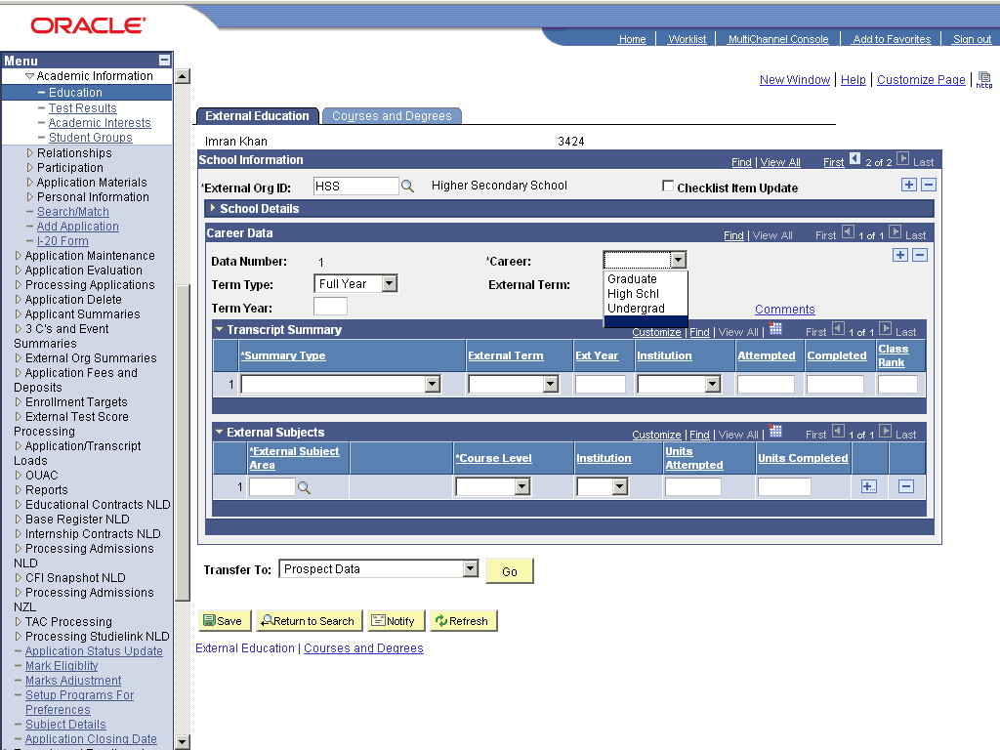 ORACLE®
Home Worklist MultiChannel Console Add to Favorites Sign out
Menu
Academic Information
Education
Test Results
Academic Interests
Student Groups
Relationships
Participation
Application Materials
Personal Information
Search/Match
Add Application
I-20 Form
Application Maintenance
Application Evaluation
Processing Applications
Application Delete
Applicant Summaries
3 C's and Event
Summaries
External Org Summaries
Application Fees and
Deposits
Enrollment Targets
External Test Score
Processing
Application/Transcript
Loads
OUAC
Reports
Educational Contracts NLD
Base Register NLD
Internship Contracts NLD
Processing Admissions
NLD
CFI Snapshot NLD
Processing Admissions
NZL
TAC Processing
Processing Studielink NLD
Application Status Update
Mark Eligiblity
Marks Adjustment
Setup Programs For
Preferences
Subject Details
Application Closing Date
New Window | Help | Customize Page | http
External Education Courses and Degrees
Imran Khan 3424
School Information Find | View All First 2 of 2 Last
*External Org ID: HSS Higher Secondary School Checklist Item Update
School Details
Career Data Find | View All First 1 of 1 Last
Data Number: 1 *Career:
Graduate
High Schl
Undergrad
Term Type: Full Year External Term:
Term Year: Comments
Transcript Summary Customize | Find | View All | First 1 of 1 Last
*Summary Type External Term Ext Year Institution Attempted Completed Class
Rank
1
External Subjects Customize | Find | View All | First 1 of 1 Last
*External Subject
Area *Course Level Institution Units
Attempted Units Completed
1
Transfer To: Prospect Data Go
Save Return to Search Notify Refresh
External Education | Courses and Degrees